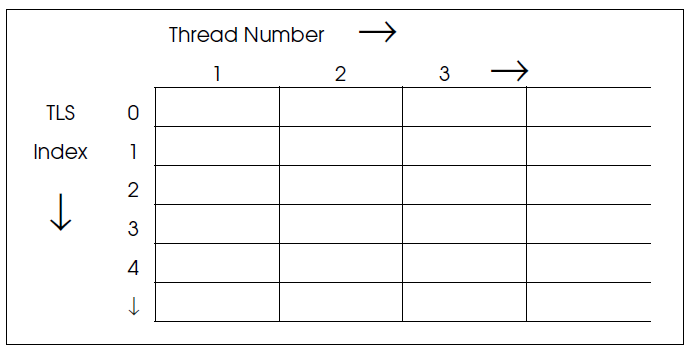 Thread Number →
1 2 3 →
TLS 0
Index 1
2
↓
3
4
↓